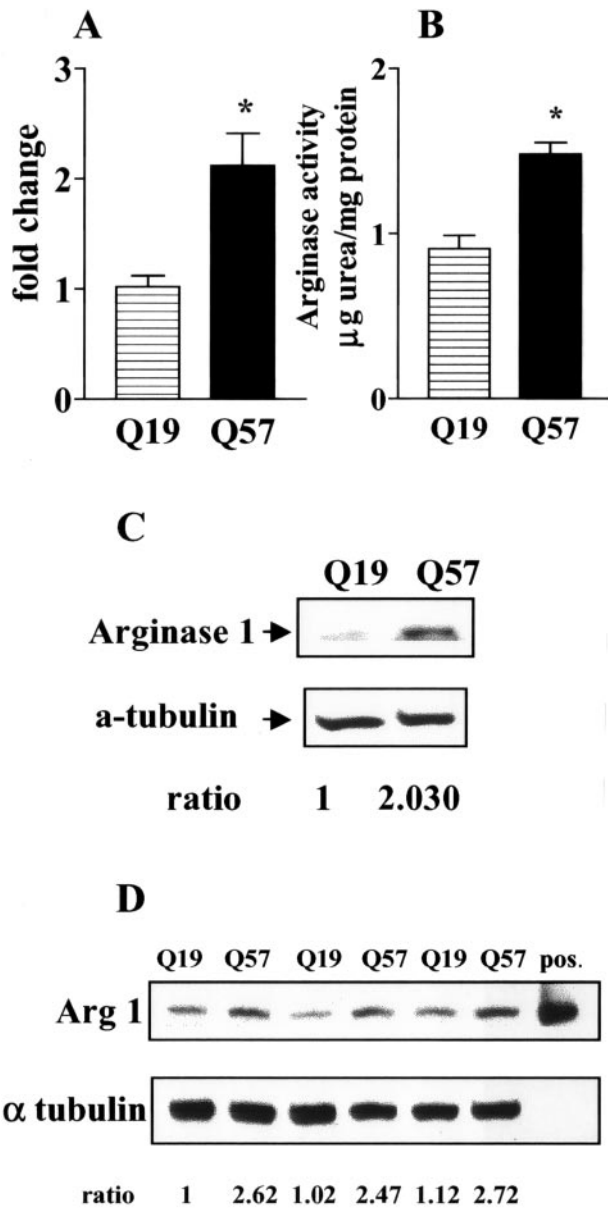 A
fold change
3
2
1
0
*
Q19 Q57
B
Arginase activity
µg urea/mg protein
2
1
0
*
Q19 Q57
C
Q19 Q57
Arginase 1
a-tubulin
ratio 1 2.030
D
Q19 Q57 Q19 Q57 Q19 Q57 pos.
Arg 1
α tubulin
ratio 1 2.62 1.02 2.47 1.12 2.72